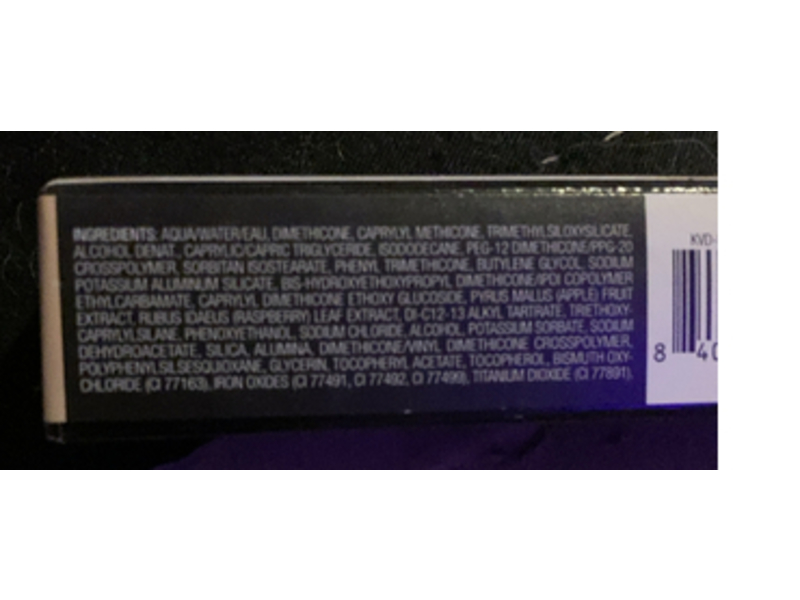 INGREDIENTS: AQUA/WATER/EAU, DIMETHICONE, CAPRYLYL METHICONE, TRIMETHYLSILOXYSILICATE,
ALCOHOL DENAT., CAPRYLIC/CAPRIC TRIGLYCERIDE, ISODODECANE, PEG-12 DIMETHICONE/PPG-20
CROSSPOLYMER, SORBITAN ISOSTEARATE, PHENYL TRIMETHICONE, BUTYLENE GLYCOL, SODIUM
POTASSIUM ALUMINUM SILICATE, BIS-HYDROXYETHOXYPROPYL DIMETHICONE/IPDI COPOLYMER
ETHYLCARBAMATE, CAPRYLYL DIMETHICONE ETHOXY GLUCOSIDE, PYRUS MALUS (APPLE) FRUIT
EXTRACT, RUBUS IDAEUS (RASPBERRY) LEAF EXTRACT, DI-C12-13 ALKYL TARTRATE, TRIETHOXY-
CAPRYLYLSILANE, PHENOXYETHANOL, SODIUM CHLORIDE, ALCOHOL, POTASSIUM SORBATE, SODIUM
DEHYDROACETATE, SILICA, ALUMINA, DIMETHICONE/VINYL DIMETHICONE CROSSPOLYMER,
POLYPHENYLSILSESQUIOXANE, GLYCERIN, TOCOPHERYL ACETATE, TOCOPHEROL, BISMUTH OXY-
CHLORIDE (CI 77163), IRON OXIDES (CI 77491, CI 77492, CI 77499), TITANIUM DIOXIDE (CI 77891).
KVD-
8 40